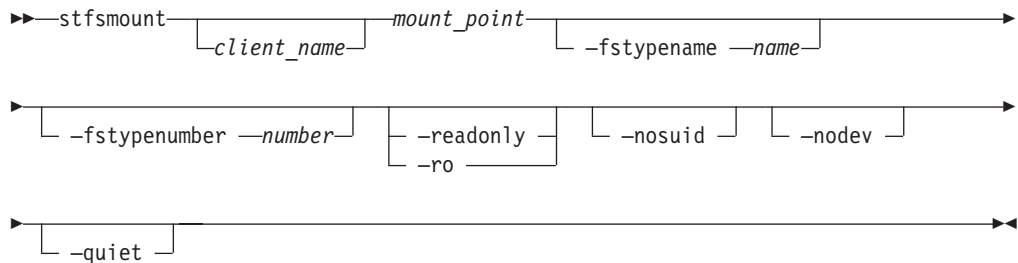 stfsmount mount_point
client_name –fstypename name
–fstypenumber number –readonly –nosuid –nodev
–ro
–quiet